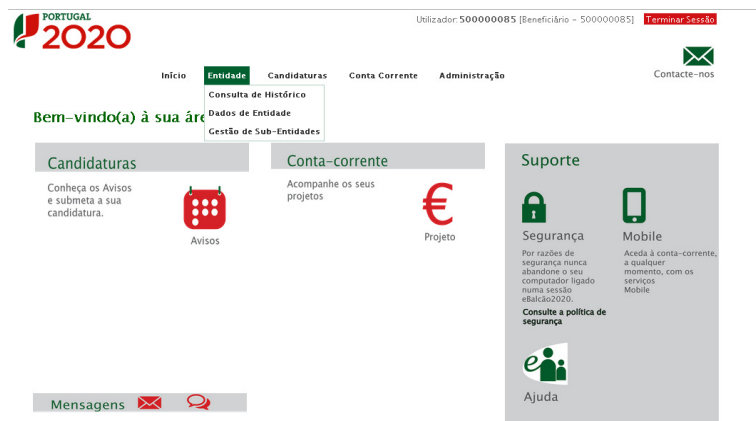 PORTUGAL
2020
Utilizador: 500000085 [Beneficiário - 500000085] Terminar Sessão
Contacte-nos
Início Entidade Candidaturas Conta Corrente Administração
Consulta de Histórico
Dados de Entidade
Gestão de Sub-Entidades
Bem-vindo(a) à sua áre
Candidaturas
Conheça os Avisos
e submeta a sua
candidatura.
Avisos
Conta-corrente
Acompanhe os seus
projetos
€
Projeto
Suporte
Segurança
Por razões de
segurança nunca
abandone o seu
computador ligado
numa sessão
eBalcão2020.
Consulte a política de
segurança
Mobile
Aceda à conta-corrente,
a qualquer
momento, com os
serviços
Mobile
e
Ajuda
Mensagens